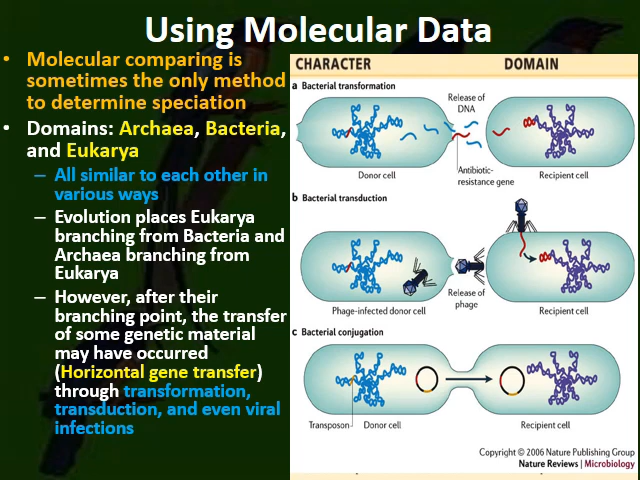 Using Molecular Data
• Molecular comparing is
sometimes the only method
to determine speciation
• Domains: Archaea, Bacteria,
and Eukarya
– All similar to each other in
various ways
– Evolution places Eukarya
branching from Bacteria and
Archaea branching from
Eukarya
– However, after their
branching point, the transfer
of some genetic material
may have occurred
(Horizontal gene transfer)
through transformation,
transduction, and even viral
infections
CHARACTER
DOMAIN
a Bacterial transformation
Release of
DNA
Donor cell
Antibiotic-
resistance gene
Recipient cell
b Bacterial transduction
Phage-infected donor cell
Release of
phage
Recipient cell
c Bacterial conjugation
Transposon
Donor cell
Recipient cell
Copyright © 2006 Nature Publishing Group
Nature Reviews | Microbiology